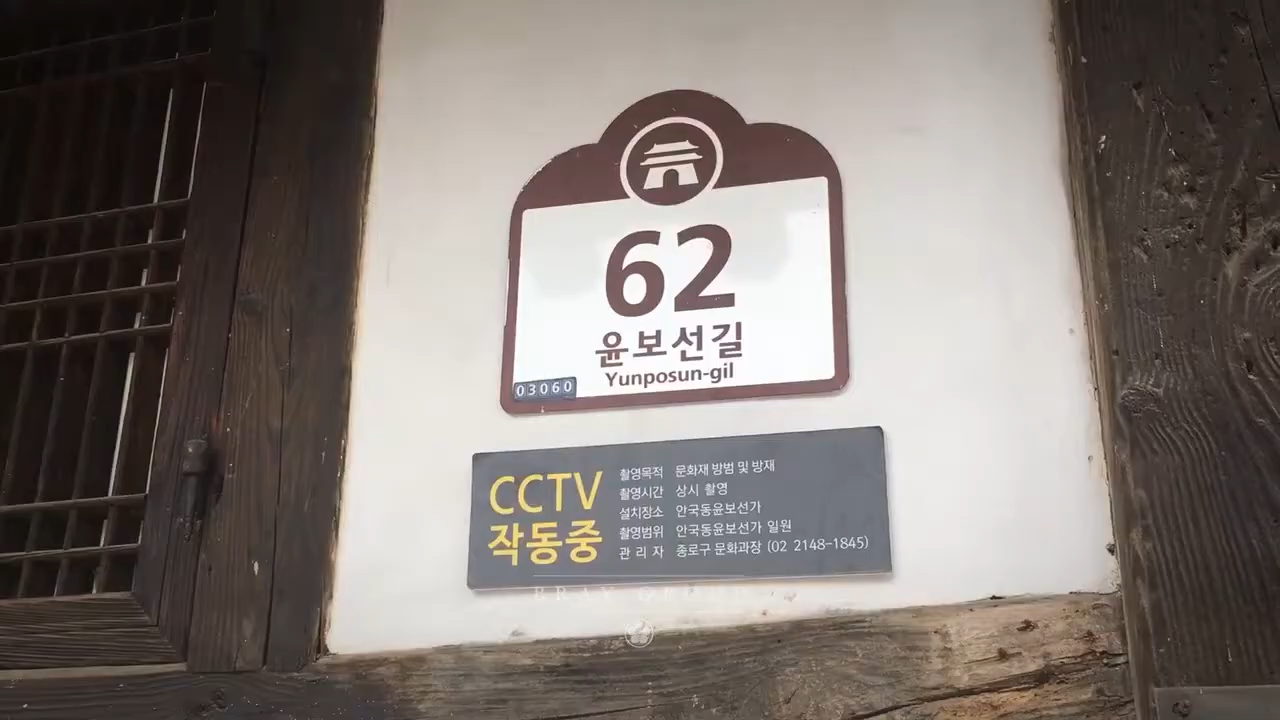 62
윤보선길
Yunposun-gil
03060
CCTV
작동중
촬영목적 문화재 방범 및 방재
촬영시간 상시 촬영
설치장소 안국동윤보선가
촬영범위 안국동윤보선가 일원
관 리 자 종로구 문화과장 (02 2148-1845)